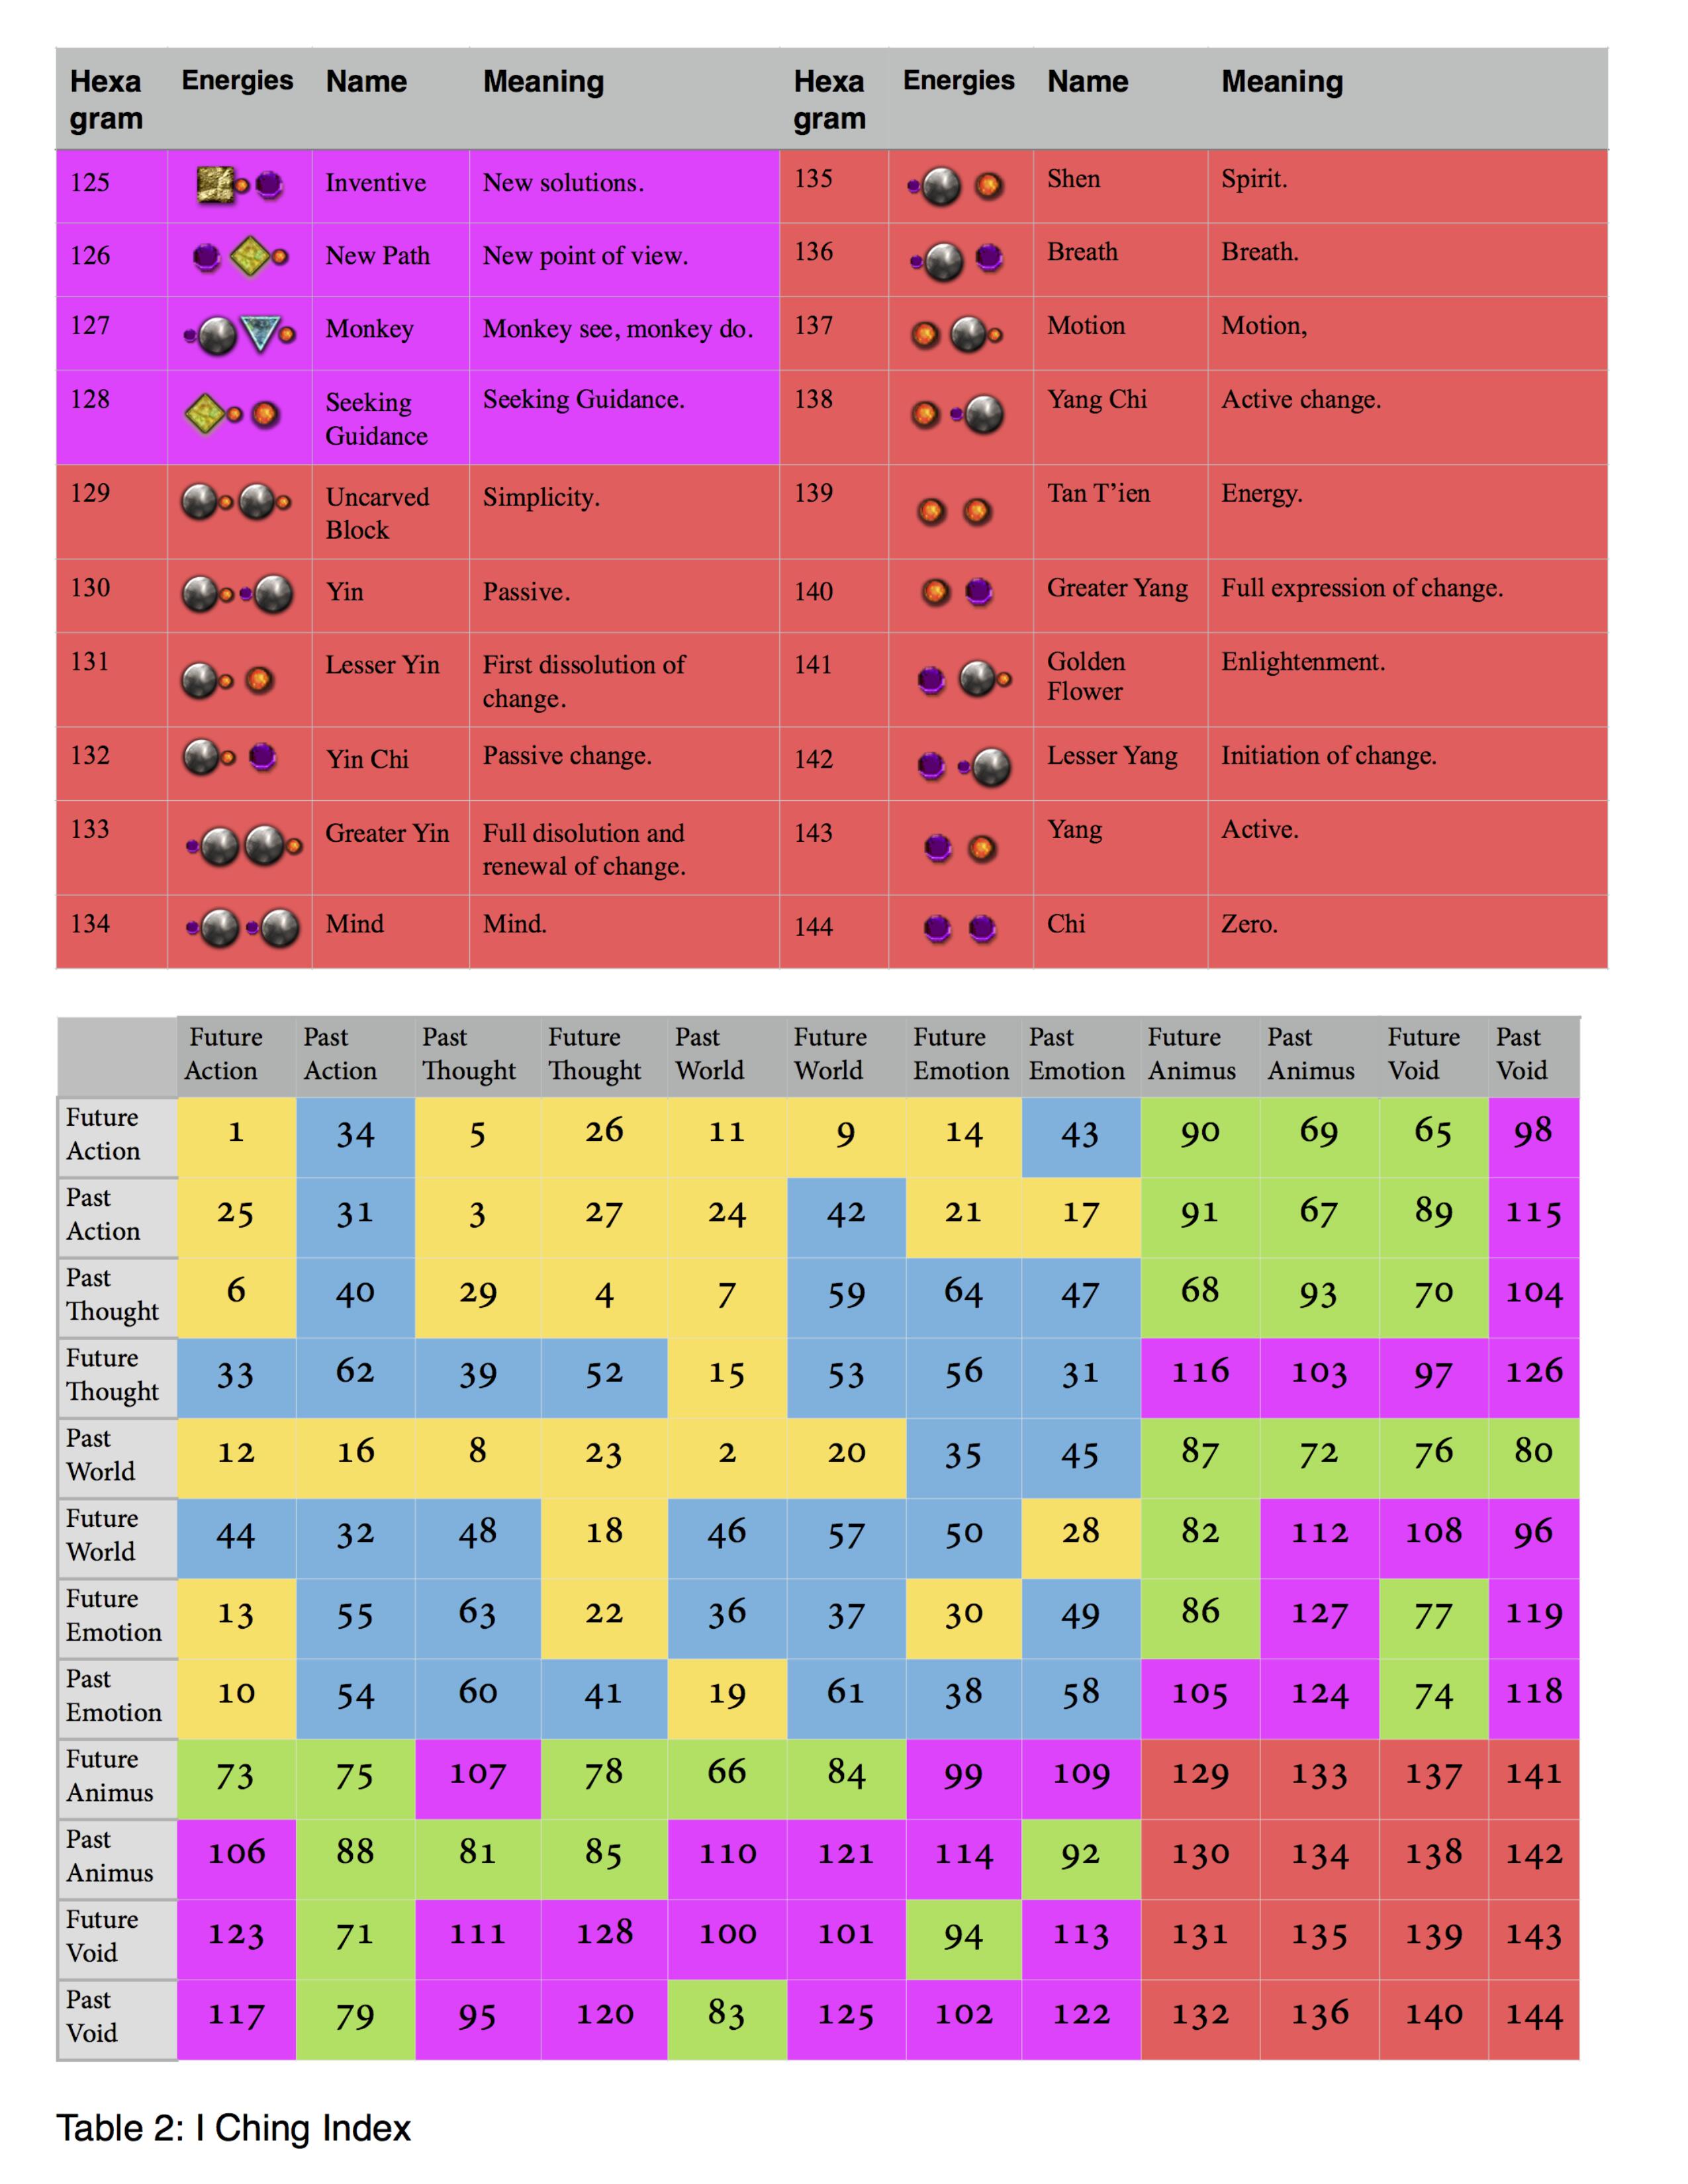 Hexa gram Energies Name Meaning Hexa gram Energies Name Meaning
125 Inventive New solutions. 135 Shen Spirit.
126 New Path New point of view. 136 Breath Breath.
127 Monkey Monkey see, monkey do. 137 Motion Motion,
128 Seeking Guidance Seeking Guidance. 138 Yang Chi Active change.
129 Uncarved Block Simplicity. 139 Tan T’ien Energy.
130 Yin Passive. 140 Greater Yang Full expression of change.
131 Lesser Yin First dissolution of change. 141 Golden Flower Enlightenment.
132 Yin Chi Passive change. 142 Lesser Yang Initiation of change.
133 Greater Yin Full disolution and renewal of change. 143 Yang Active.
134 Mind Mind. 144 Chi Zero.
Future Action Past Action Past Thought Future Thought Past World Future World Future Emotion Past Emotion Future Animus Past Animus Future Void Past Void
Future Action 1 34 5 26 11 9 14 43 90 69 65 98
Past Action 25 31 3 27 24 42 21 17 91 67 89 115
Past Thought 6 40 29 4 7 59 64 47 68 93 70 104
Future Thought 33 62 39 52 15 53 56 31 116 103 97 126
Past World 12 16 8 23 2 20 35 45 87 72 76 80
Future World 44 32 48 18 46 57 50 28 82 112 108 96
Future Emotion 13 55 63 22 36 37 30 49 86 127 77 119
Past Emotion 10 54 60 41 19 61 38 58 105 124 74 118
Future Animus 73 75 107 78 66 84 99 109 129 133 137 141
Past Animus 106 88 81 85 110 121 114 92 130 134 138 142
Future Void 123 71 111 128 100 101 94 113 131 135 139 143
Past Void 117 79 95 120 83 125 102 122 132 136 140 144
Table 2: I Ching Index